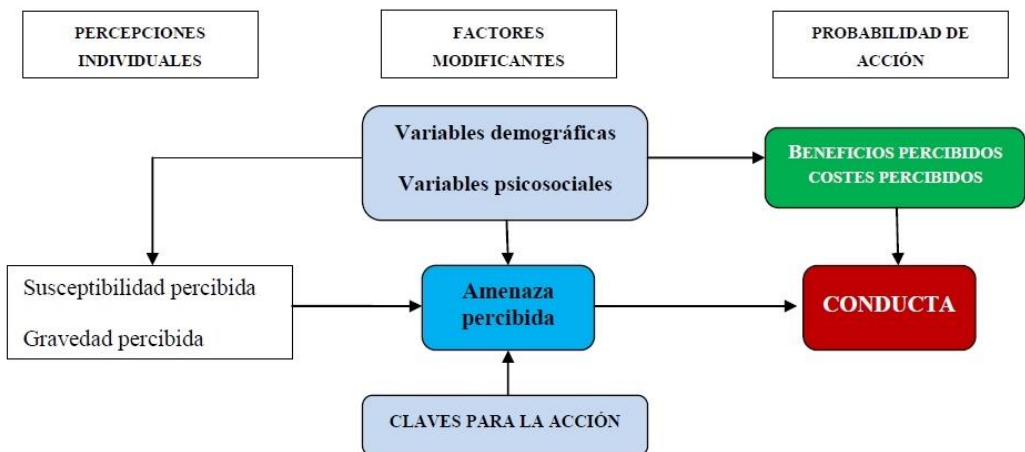 PERCEPCIONES
INDIVIDUALES
FACTORES
MODIFICANTES
PROBABILIDAD DE
ACCIÓN
Variables demográficas
Variables psicosociales
BENEFICIOS PERCIBIDOS
COSTES PERCIBIDOS
Susceptibilidad percibida
Gravedad percibida
Amenaza
percibida
CONDUCTA
CLAVES PARA LA ACCIÓN